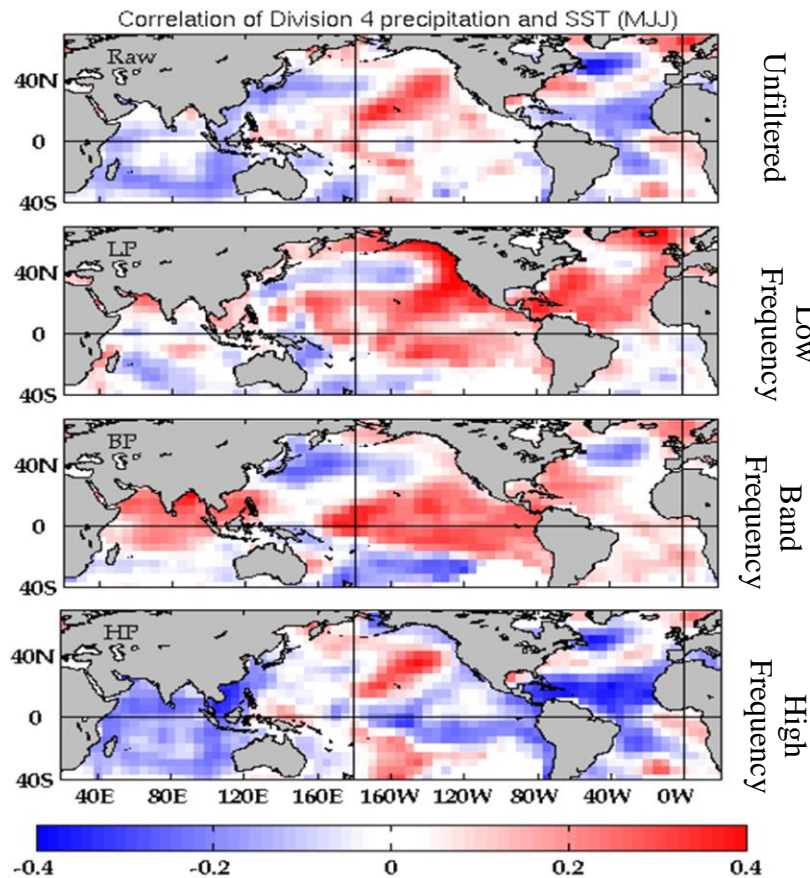 Correlation of Division 4 precipitation and SST (MJJ)
Raw
40N
0
40S
Unfiltered
LP
40N
0
40S
Low
Frequency
BP
40N
0
40S
Band
Frequency
HP
40N
0
40S
High
Frequency
40E 80E 120E 160E 160W 120W 80W 40W 0W
-0.4 -0.2 0 0.2 0.4